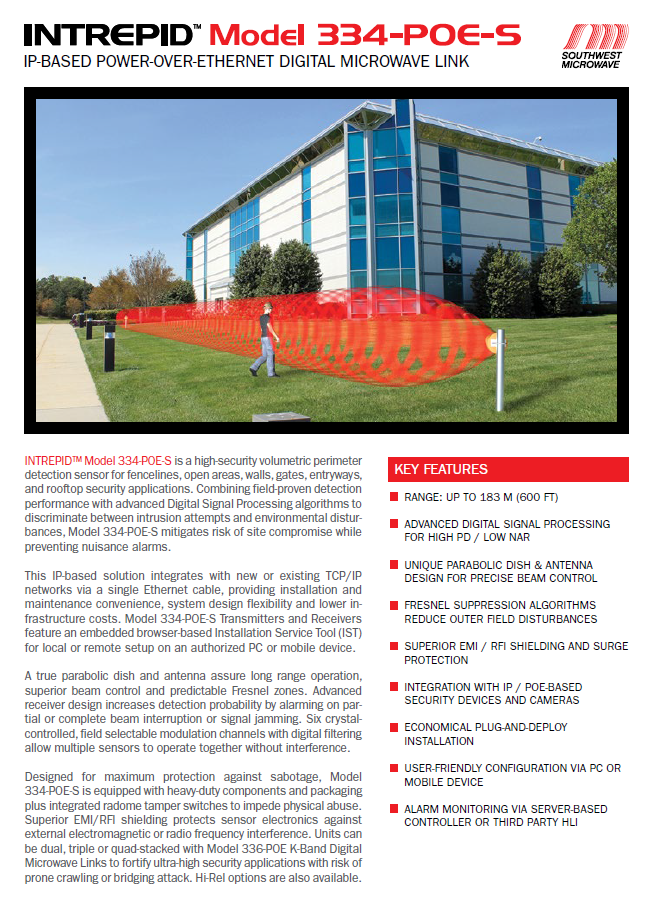 INTREPID™ Model 334-POE-S
IP-BASED POWER-OVER-ETHERNET DIGITAL MICROWAVE LINK
SOUTHWEST
MICROWAVE
INTREPID™ Model 334-POE-S is a high-security volumetric perimeter
detection sensor for fencelines, open areas, walls, gates, entryways,
and rooftop security applications. Combining field-proven detection
performance with advanced Digital Signal Processing algorithms to
discriminate between intrusion attempts and environmental distur-
bances, Model 334-POE-S mitigates risk of site compromise while
preventing nuisance alarms.
This IP-based solution integrates with new or existing TCP/IP
networks via a single Ethernet cable, providing installation and
maintenance convenience, system design flexibility and lower in-
frastructure costs. Model 334-POE-S Transmitters and Receivers
feature an embedded browser-based Installation Service Tool (IST)
for local or remote setup on an authorized PC or mobile device.
A true parabolic dish and antenna assure long range operation,
superior beam control and predictable Fresnel zones. Advanced
receiver design increases detection probability by alarming on par-
tial or complete beam interruption or signal jamming. Six crystal-
controlled, field selectable modulation channels with digital filtering
allow multiple sensors to operate together without interference.
Designed for maximum protection against sabotage, Model
334-POE-S is equipped with heavy-duty components and packaging
plus integrated radome tamper switches to impede physical abuse.
Superior EMI/RFI shielding protects sensor electronics against
external electromagnetic or radio frequency interference. Units can
be dual, triple or quad-stacked with Model 336-POE K-Band Digital
Microwave Links to fortify ultra-high security applications with risk of
prone crawling or bridging attack. Hi-Rel options are also available.
KEY FEATURES
RANGE: UP TO 183 M (600 FT)
ADVANCED DIGITAL SIGNAL PROCESSING
FOR HIGH PD / LOW NAR
UNIQUE PARABOLIC DISH & ANTENNA
DESIGN FOR PRECISE BEAM CONTROL
FRESNEL SUPPRESSION ALGORITHMS
REDUCE OUTER FIELD DISTURBANCES
SUPERIOR EMI / RFI SHIELDING AND SURGE
PROTECTION
INTEGRATION WITH IP / POE-BASED
SECURITY DEVICES AND CAMERAS
ECONOMICAL PLUG-AND-DEPLOY
INSTALLATION
USER-FRIENDLY CONFIGURATION VIA PC OR
MOBILE DEVICE
ALARM MONITORING VIA SERVER-BASED
CONTROLLER OR THIRD PARTY HLI